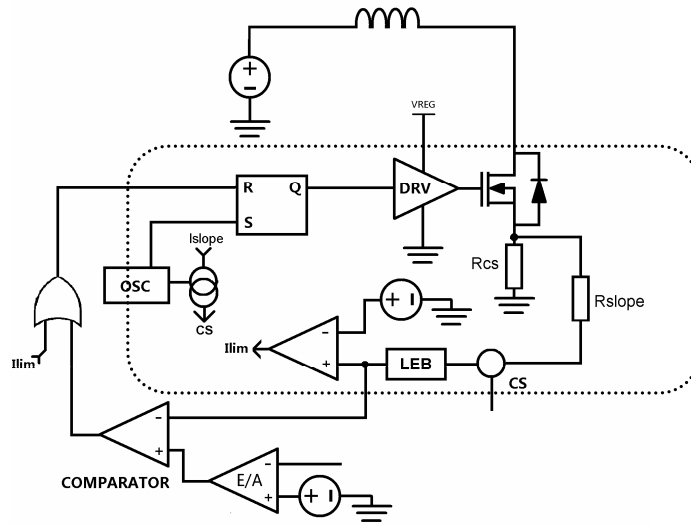 VREG
R Q
DRV
S
Islope
OSC
CS
Rcs
Rslope
+ -
Ilim
-
+
LEB
CS
Ilim
-
+
COMPARATOR
E/A
-
+